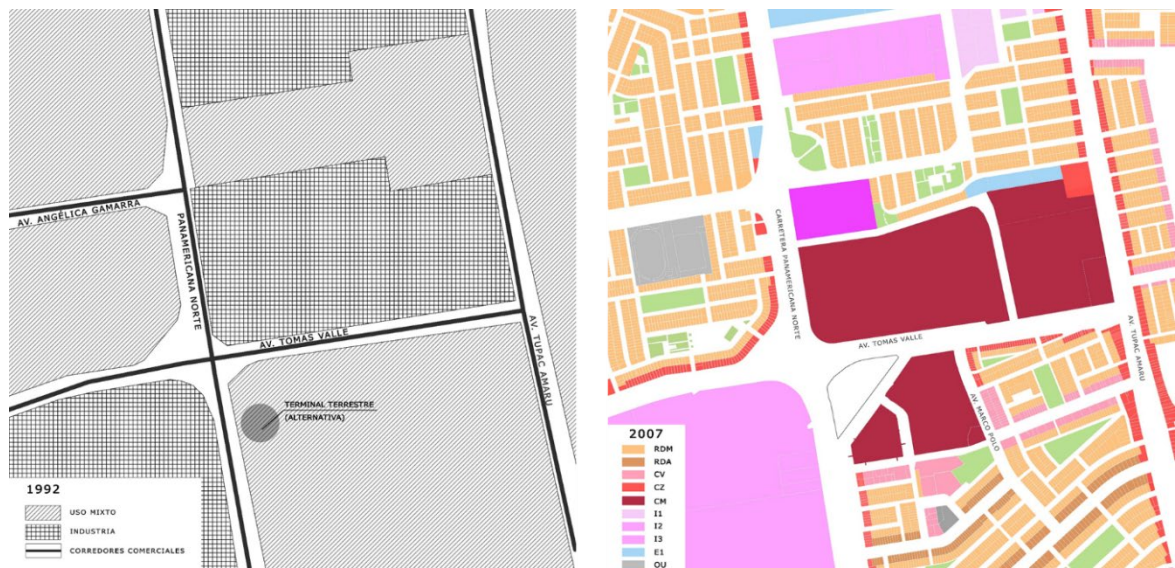 AV. ANGÉLICA GAMARRA
PANAMERICANA NORTE
AV. TOMAS VALLE
AV. TUPAC AMARU
TERMINAL TERRESTRE
(ALTERNATIVA)
1992
USO MIXTO
INDUSTRIA
CORREDORES COMERCIALES
CARRETERA PANAMERICANA NORTE
AV. TOMAS VALLE
AV. TUPAC AMARU
AV. MARCO POLO
2007
RDM
RDA
CV
CZ
CM
I1
I2
I3
E1
OU